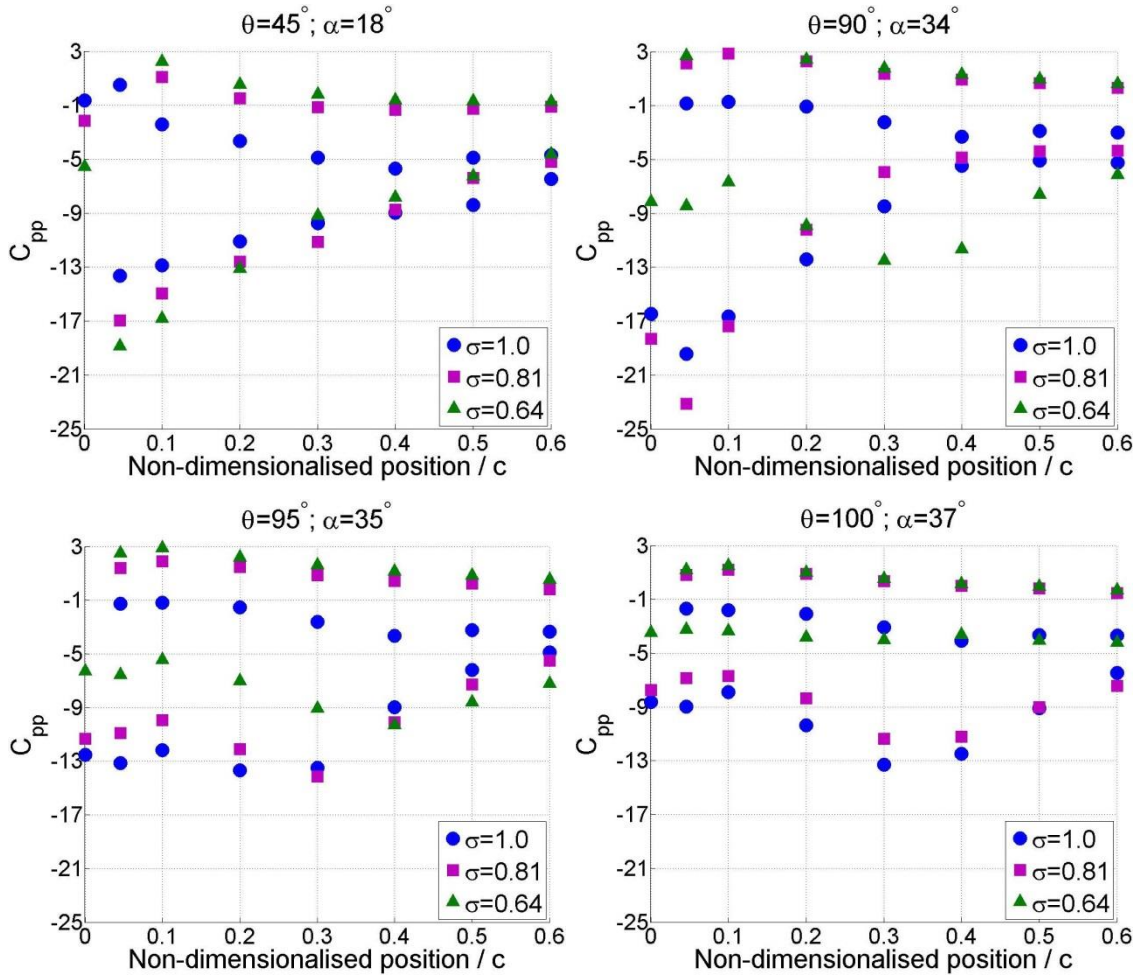 θ=45°; α=18°
3
-1
-5
-9
-13
-17
-21
-25
C_pp
0 0.1 0.2 0.3 0.4 0.5 0.6
Non-dimensionalised position / c
σ=1.0
σ=0.81
σ=0.64
θ=90°; α=34°
3
-1
-5
-9
-13
-17
-21
-25
C_pp
0 0.1 0.2 0.3 0.4 0.5 0.6
Non-dimensionalised position / c
σ=1.0
σ=0.81
σ=0.64
θ=95°; α=35°
3
-1
-5
-9
-13
-17
-21
-25
C_pp
0 0.1 0.2 0.3 0.4 0.5 0.6
Non-dimensionalised position / c
σ=1.0
σ=0.81
σ=0.64
θ=100°; α=37°
3
-1
-5
-9
-13
-17
-21
-25
C_pp
0 0.1 0.2 0.3 0.4 0.5 0.6
Non-dimensionalised position / c
σ=1.0
σ=0.81
σ=0.64